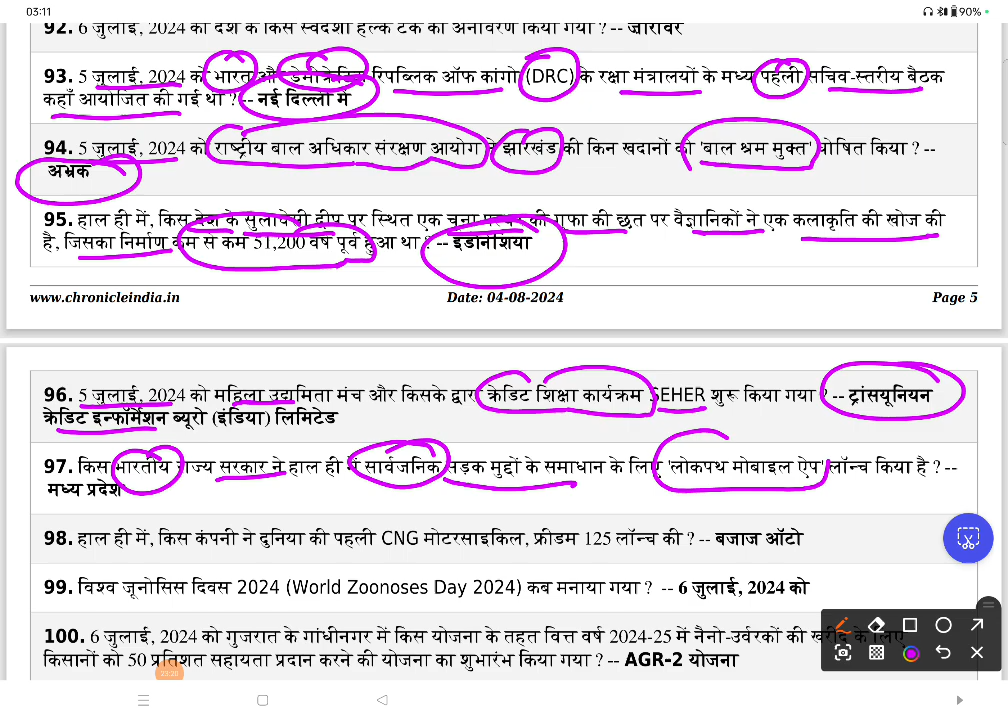 03:11
90%
92. 6 जुलाई, 2024 को देश के किस स्वदेशी हल्के टैंक का अनावरण किया गया ? -- जोरावर
93. 5 जुलाई, 2024 को भारत और डेमोक्रेटिक रिपब्लिक ऑफ कांगो (DRC) के रक्षा मंत्रालयों के मध्य पहली सचिव-स्तरीय बैठक
कहाँ आयोजित की गई थी ? -- नई दिल्ली में
94. 5 जुलाई, 2024 को राष्ट्रीय बाल अधिकार संरक्षण आयोग ने झारखंड की किन खदानों को 'बाल श्रम मुक्त' घोषित किया ? --
अभ्रक
95. हाल ही में, किस देश के सुलावेसी द्वीप पर स्थित एक चूना पत्थर की गुफा की छत पर वैज्ञानिकों ने एक कलाकृति की खोज की
है, जिसका निर्माण कम से कम 51,200 वर्ष पूर्व हुआ था ? -- इंडोनेशिया
www.chronicleindia.in Date: 04-08-2024 Page 5
96. 5 जुलाई, 2024 को महिला उद्यमिता मंच और किसके द्वारा क्रेडिट शिक्षा कार्यक्रम SEHER शुरू किया गया ? -- ट्रांसयूनियन
क्रेडिट इन्फॉर्मेशन ब्यूरो (इंडिया) लिमिटेड
97. किस भारतीय राज्य सरकार ने हाल ही में सार्वजनिक सड़क मुद्दों के समाधान के लिए 'लोकपथ मोबाइल ऐप' लॉन्च किया है ? --
मध्य प्रदेश
98. हाल ही में, किस कंपनी ने दुनिया की पहली CNG मोटरसाइकिल, फ्रीडम 125 लॉन्च की ? -- बजाज ऑटो
99. विश्व जूनोसिस दिवस 2024 (World Zoonoses Day 2024) कब मनाया गया ? -- 6 जुलाई, 2024 को
100. 6 जुलाई, 2024 को गुजरात के गांधीनगर में किस योजना के तहत वित्त वर्ष 2024-25 में नैनो-उर्वरकों की खरीद के लिए
किसानों को 50 प्रतिशत सहायता प्रदान करने की योजना का शुभारंभ किया गया ? -- AGR-2 योजना